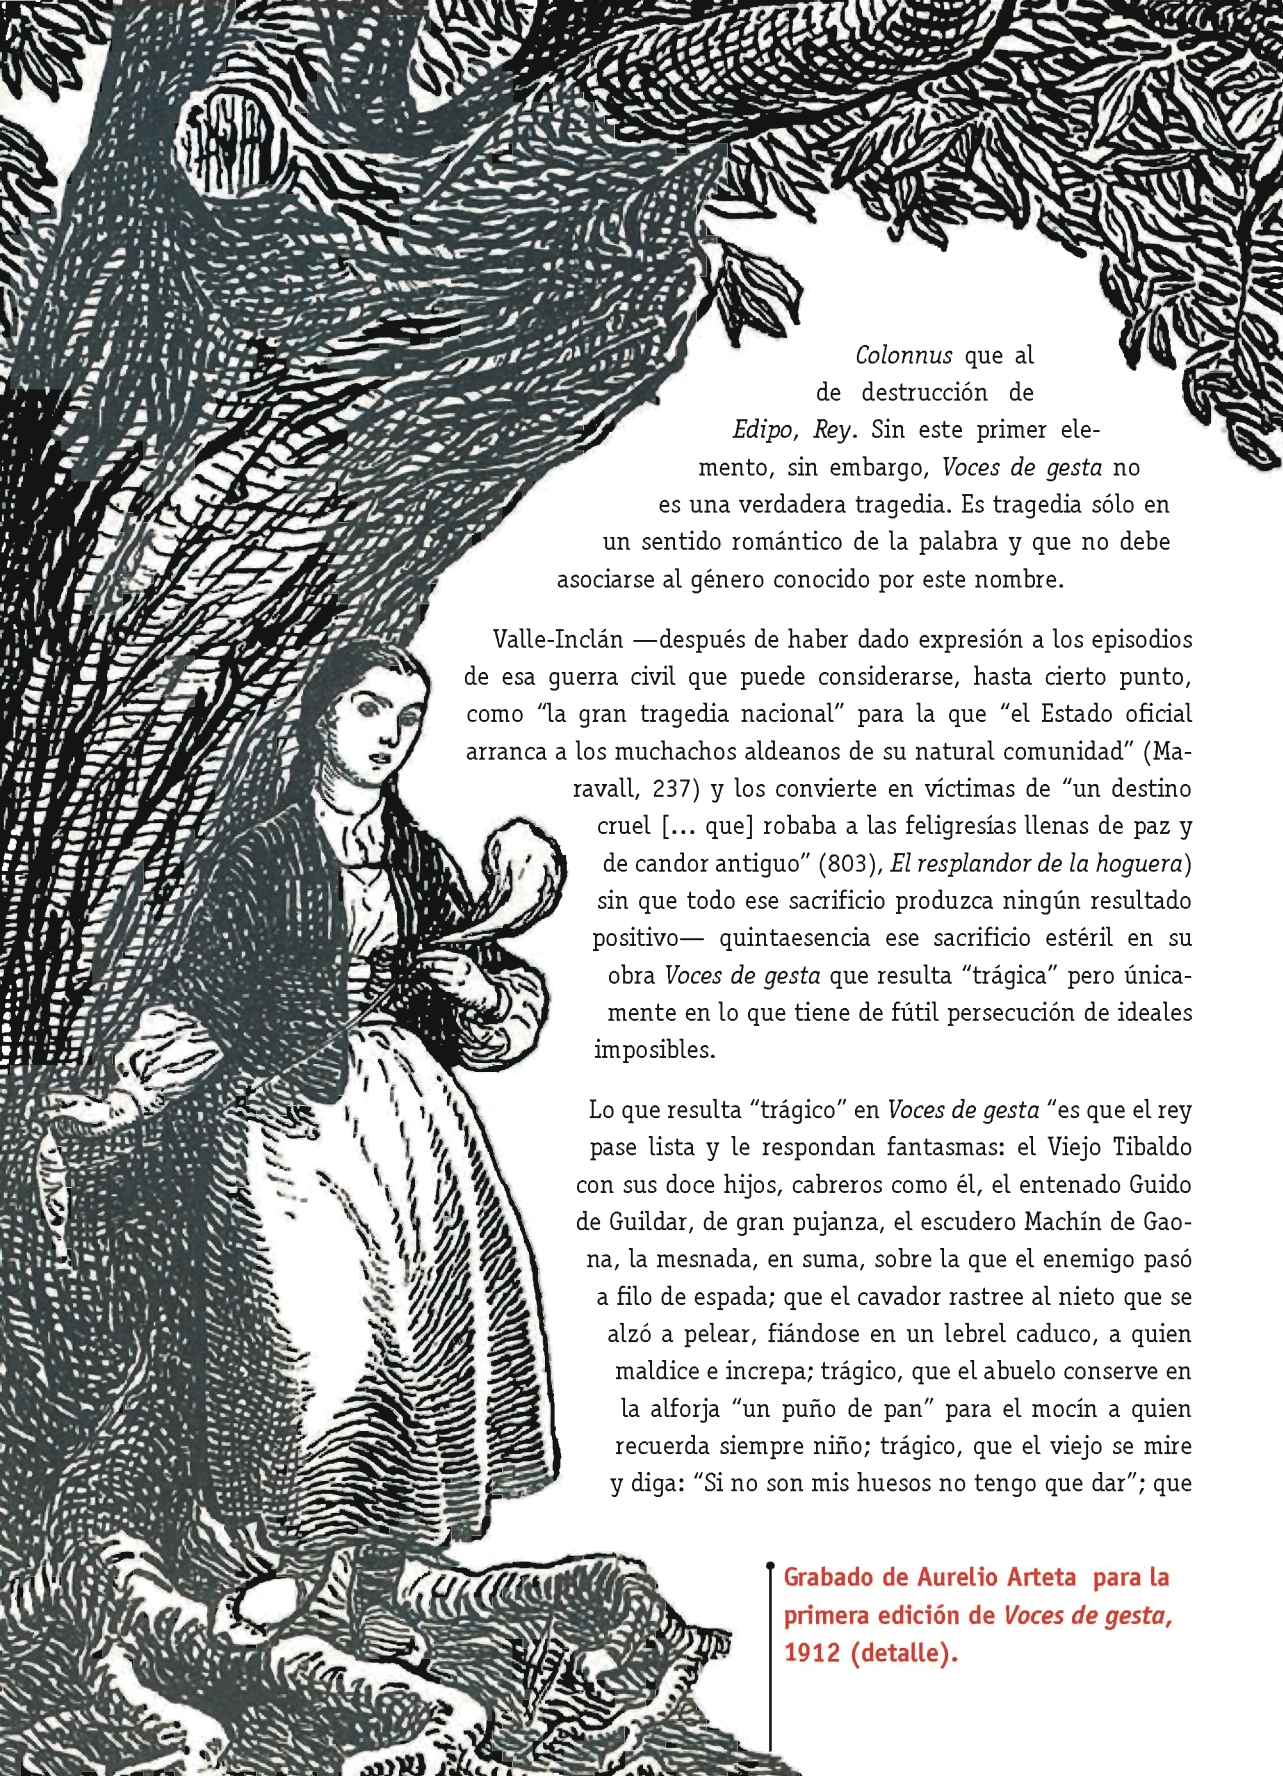 Colonnus que al
de destrucción de
Edipo, Rey. Sin este primer ele-
mento, sin embargo, Voces de gesta no
es una verdadera tragedia. Es tragedia sólo en
un sentido romántico de la palabra y que no debe
asociarse al género conocido por este nombre.
Valle-Inclán —después de haber dado expresión a los episodios
de esa guerra civil que puede considerarse, hasta cierto punto,
como “la gran tragedia nacional” para la que “el Estado oficial
arranca a los muchachos aldeanos de su natural comunidad” (Ma-
ravall, 237) y los convierte en víctimas de “un destino
cruel [… que] robaba a las feligresías llenas de paz y
de candor antiguo” (803), El resplandor de la hoguera)
sin que todo ese sacrificio produzca ningún resultado
positivo— quintaesencia ese sacrificio estéril en su
obra Voces de gesta que resulta “trágica” pero única-
mente en lo que tiene de fútil persecución de ideales
imposibles.
Lo que resulta “trágico” en Voces de gesta “es que el rey
pase lista y le respondan fantasmas: el Viejo Tibaldo
con sus doce hijos, cabreros como él, el entenado Guido
de Guildar, de gran pujanza, el escudero Machín de Gao-
na, la mesnada, en suma, sobre la que el enemigo pasó
a filo de espada; que el cavador rastree al nieto que se
alzó a pelear, fiándose en un lebrel caduco, a quien
maldice e increpa; trágico, que el abuelo conserve en
la alforja “un puño de pan” para el mocín a quien
recuerda siempre niño; trágico, que el viejo se mire
y diga: “Si no son mis huesos no tengo que dar”; que
Grabado de Aurelio Arteta para la
primera edición de Voces de gesta,
1912 (detalle).